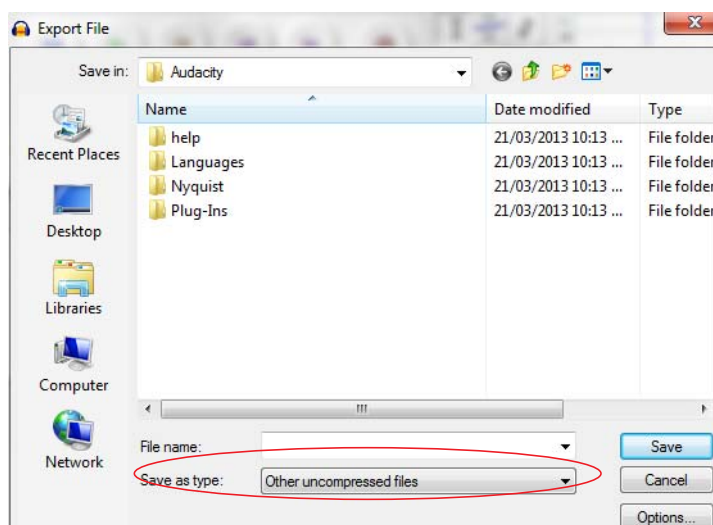 Export File
Save in: Audacity
Name Date modified Type
help 21/03/2013 10:13 ... File folder
Languages 21/03/2013 10:13 ... File folder
Nyquist 21/03/2013 10:13 ... File folder
Plug-Ins 21/03/2013 10:13 ... File folder
Recent Places
Desktop
Libraries
Computer
Network
File name: Save
Save as type: Other uncompressed files Cancel
Options...